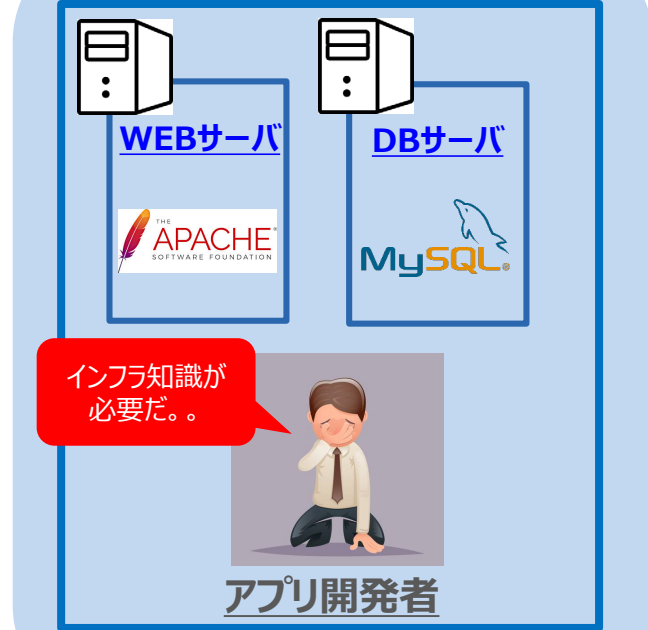 WEBサーバ
DBサーバ
THE
APACHE®
SOFTWARE FOUNDATION
MySQL®
インフラ知識が
必要だ。。
アプリ開発者